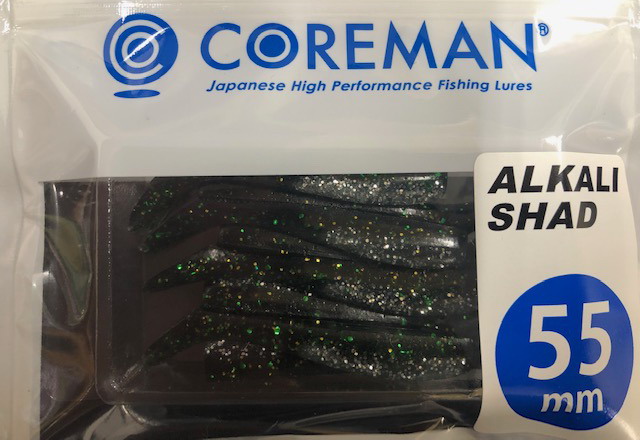 COREMAN®
Japanese High Performance Fishing Lures
ALKALI
SHAD
55
mm